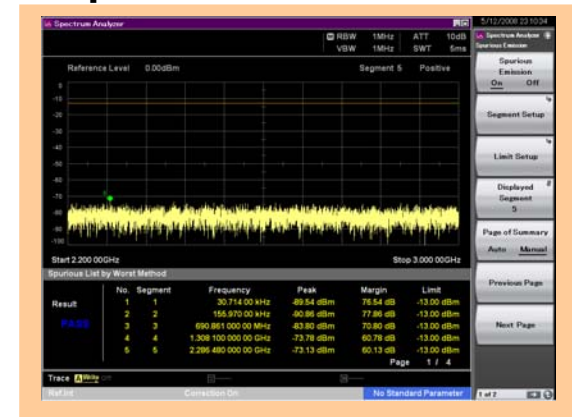 Spectrum Analyzer
5/12/2008 23:10:34
RBW 1MHz ATT 10dB
VBW 1MHz SWT 5ms
Reference Level 0.00dBm Segment 5 Positive
Start 2.200 00GHz Stop 3.000 00GHz
Spurious List by Worst Method
No. Segment Frequency Peak Margin Limit
Result
PASS
1 1 30.714 00 kHz -89.54 dBm 76.54 dB -13.00 dBm
2 2 155.970 00 kHz -90.86 dBm 77.86 dB -13.00 dBm
3 3 690.861 000 00 MHz -83.80 dBm 70.80 dB -13.00 dBm
4 4 1.308 100 000 00 GHz -73.78 dBm 60.78 dB -13.00 dBm
5 5 2.286 480 000 00 GHz -73.13 dBm 60.13 dB -13.00 dBm
Page 1 / 4
Trace A Write
Ref.Int Correction On No Standard Parameter
Spectrum Analyzer
Spurious Emission
Spurious
Emission
On Off
Segment Setup
Limit Setup
Displayed
Segment
5
Page of Summary
Auto Manual
Previous Page
Next Page
1 of 2